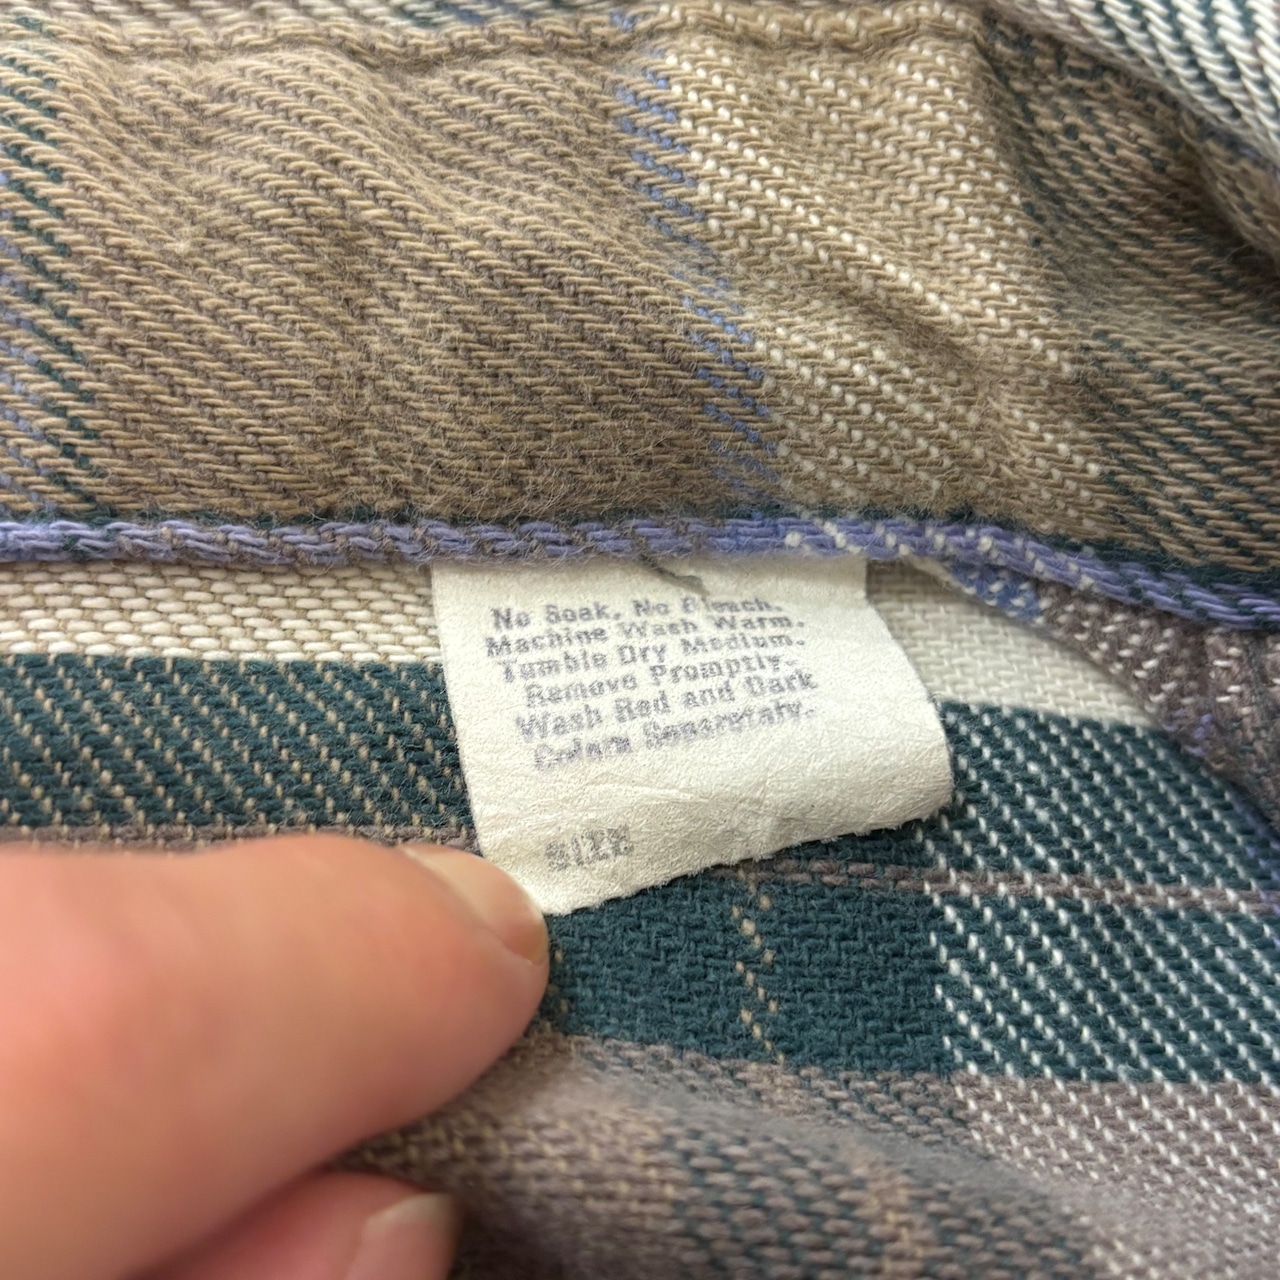 No Soak, No Bleach.
Machine Wash Warm.
Tumble Dry Medium.
Remove Promptly.
Wash Red and Dark
Colors Separately.
SIZE